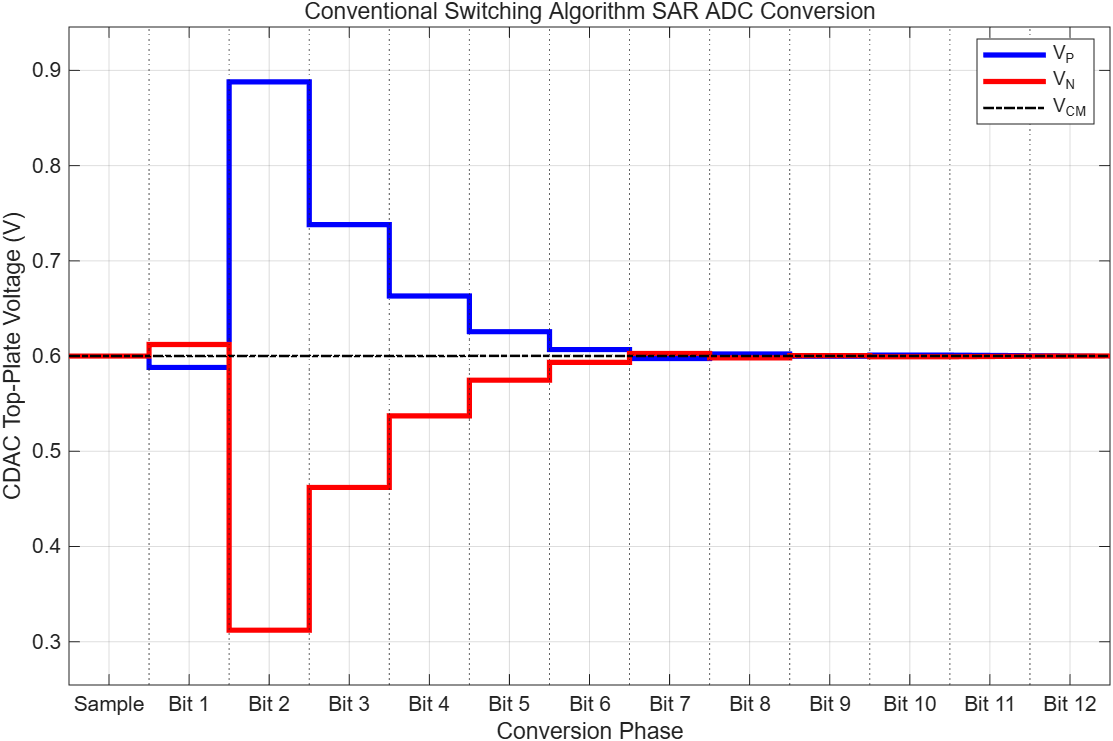 Conventional Switching Algorithm SAR ADC Conversion
V_P
V_N
V_CM
0.9
0.8
0.7
0.6
0.5
0.4
0.3
CDAC Top-Plate Voltage (V)
Sample Bit 1 Bit 2 Bit 3 Bit 4 Bit 5 Bit 6 Bit 7 Bit 8 Bit 9 Bit 10 Bit 11 Bit 12
Conversion Phase